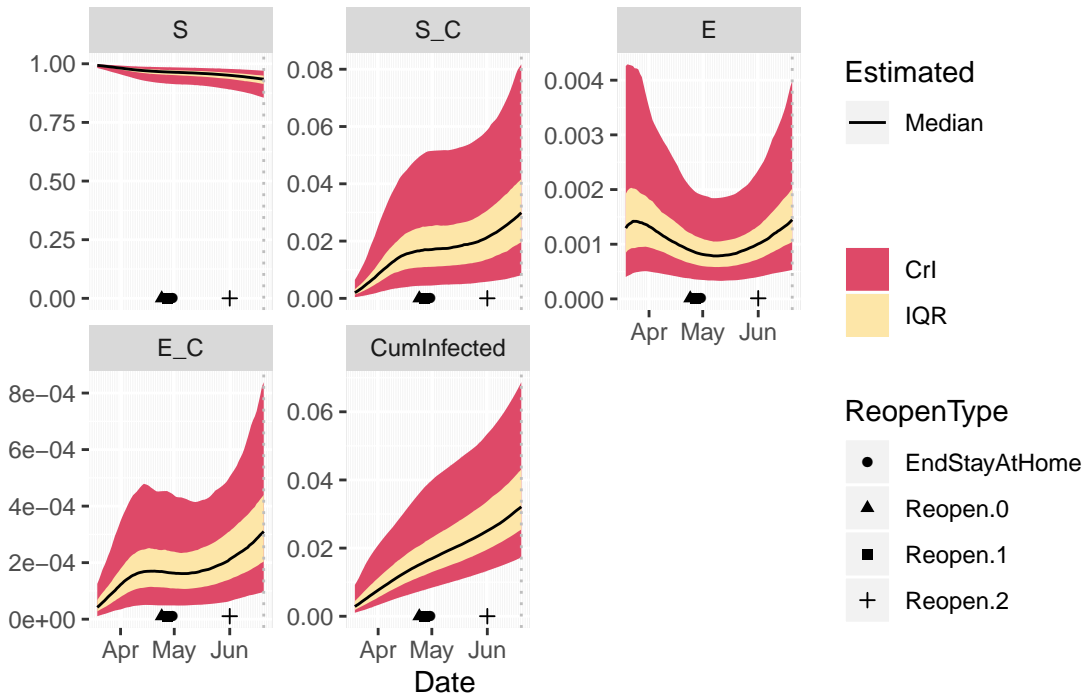 S
S_C
E
1.00
0.75
0.50
0.25
0.00
0.08
0.06
0.04
0.02
0.00
0.004
0.003
0.002
0.001
0.000
Apr May Jun
E_C
CumInfected
8e−04
6e−04
4e−04
2e−04
0e+00
0.06
0.04
0.02
0.00
Apr May Jun
Apr May Jun
Date
Estimated
Median
CrI
IQR
ReopenType
EndStayAtHome
Reopen.0
Reopen.1
Reopen.2